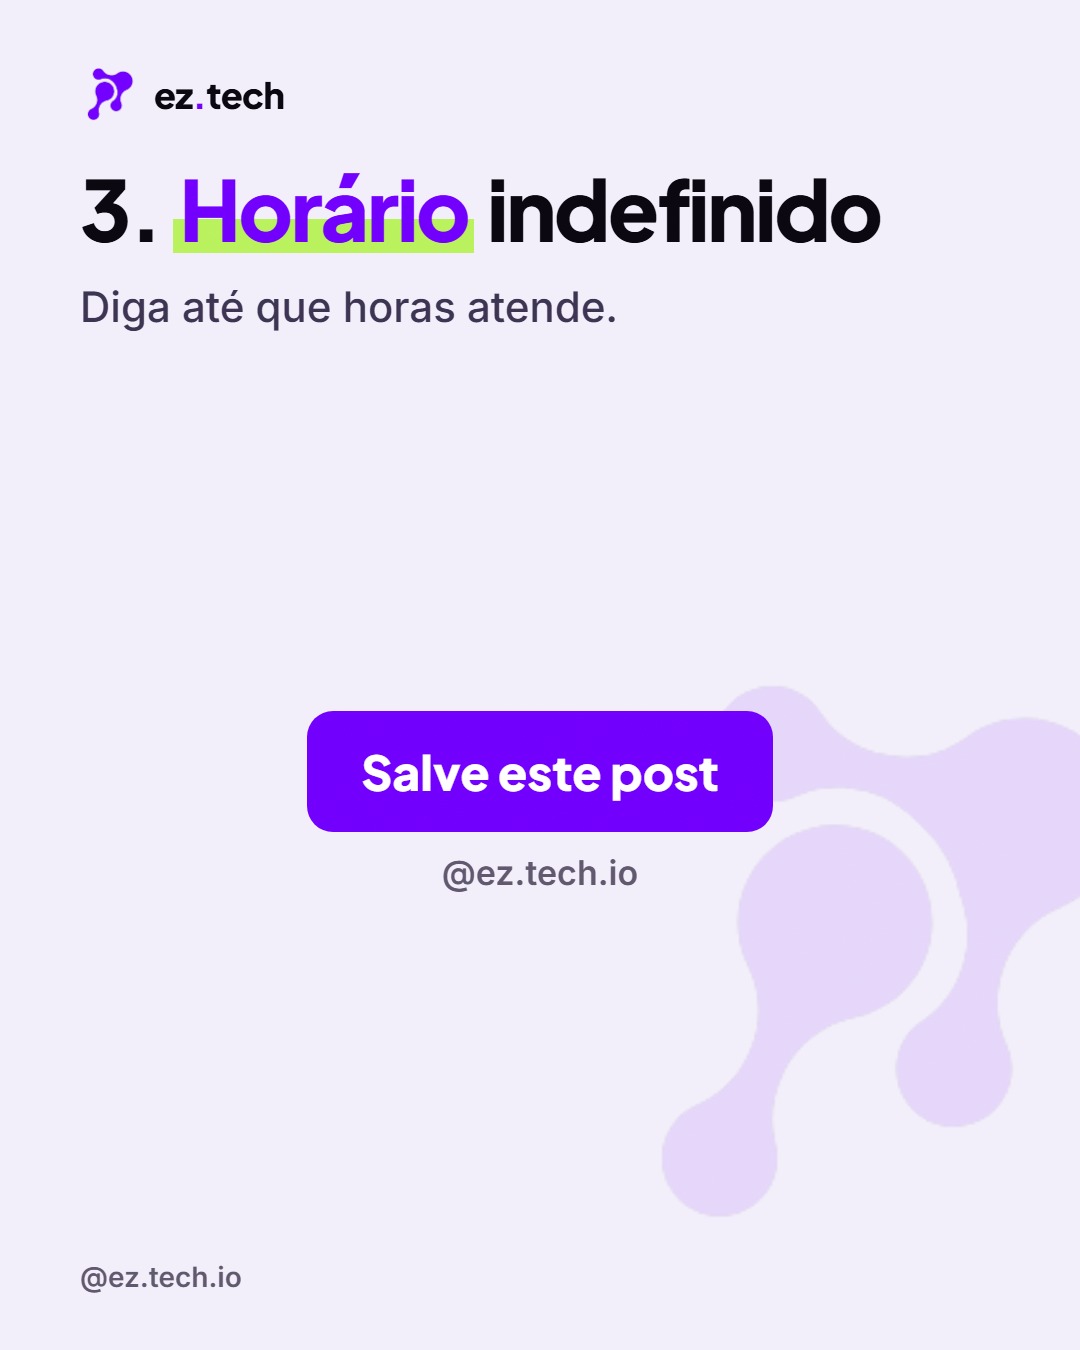 ez.tech
3. Horário indefinido
Diga até que horas atende.
Salve este post
@ez.tech.io
@ez.tech.io